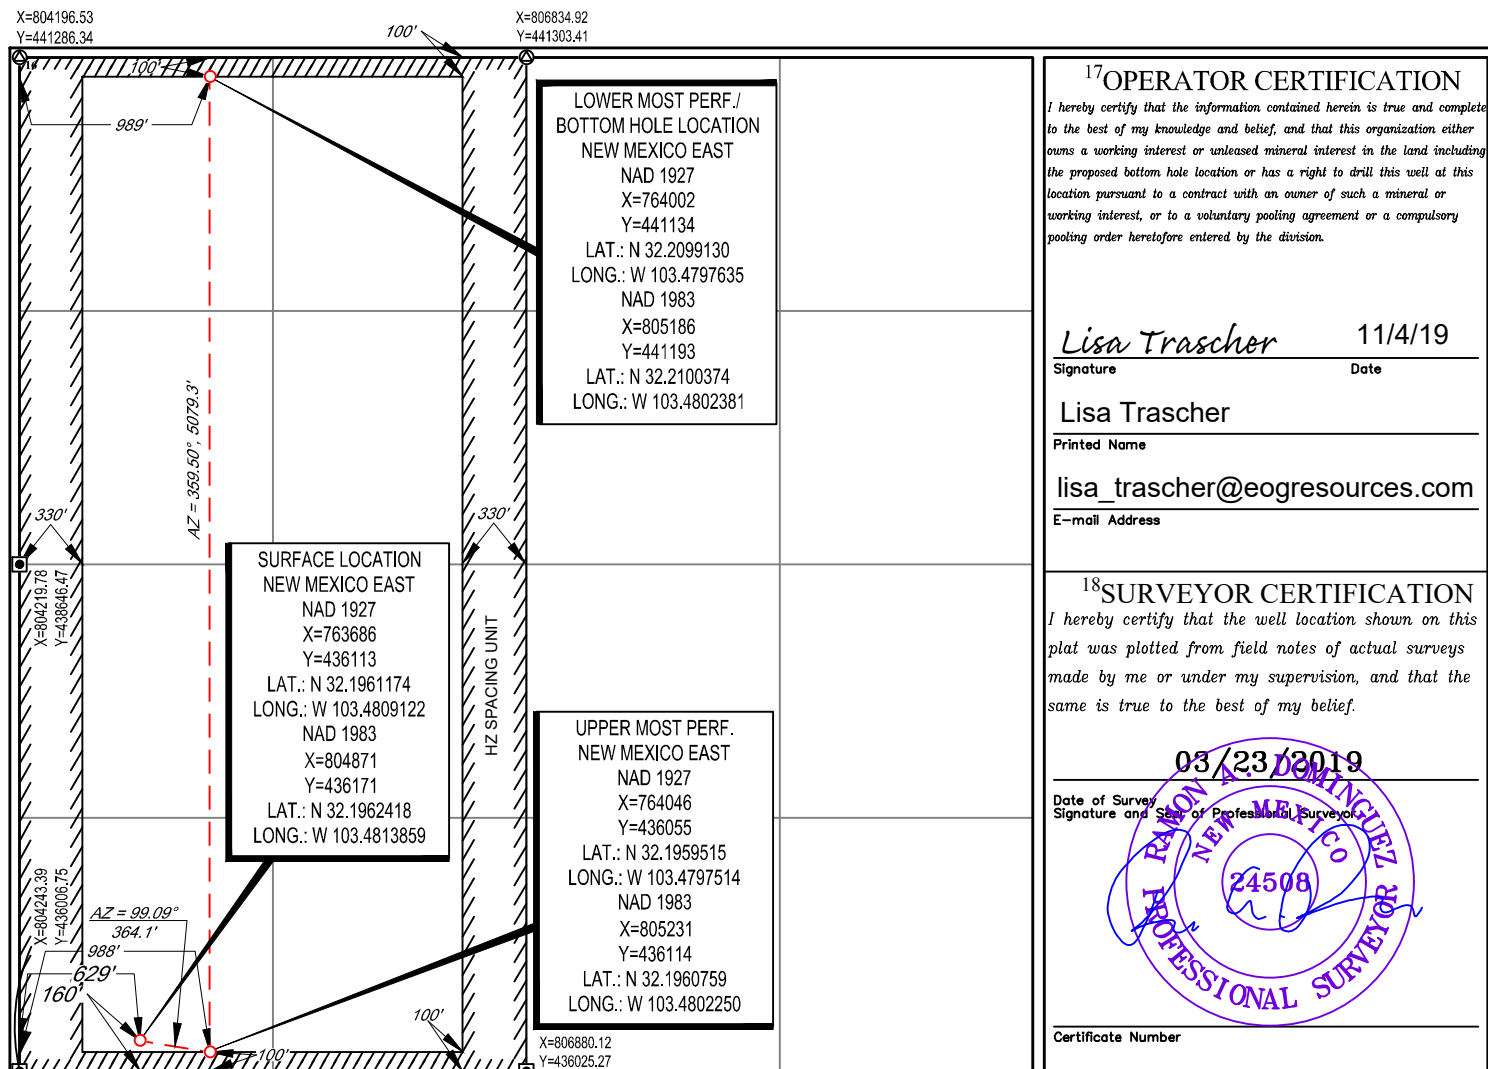 X=804196.53
Y=441286.34
X=806834.92
Y=441303.41
100'
100'
989'
LOWER MOST PERF./
BOTTOM HOLE LOCATION
NEW MEXICO EAST
NAD 1927
X=764002
Y=441134
LAT.: N 32.2099130
LONG.: W 103.4797635
NAD 1983
X=805186
Y=441193
LAT.: N 32.2100374
LONG.: W 103.4802381
AZ = 359.50°, 5079.3'
330'
330'
X=804219.78
Y=438646.47
SURFACE LOCATION
NEW MEXICO EAST
NAD 1927
X=763686
Y=436113
LAT.: N 32.1961174
LONG.: W 103.4809122
NAD 1983
X=804871
Y=436171
LAT.: N 32.1962418
LONG.: W 103.4813859
HZ SPACING UNIT
UPPER MOST PERF.
NEW MEXICO EAST
NAD 1927
X=764046
Y=436055
LAT.: N 32.1959515
LONG.: W 103.4797514
NAD 1983
X=805231
Y=436114
LAT.: N 32.1960759
LONG.: W 103.4802250
X=804243.39
Y=436006.75
AZ = 99.09°
364.1'
988'
629'
160'
100'
100'
X=806880.12
Y=436025.27
17OPERATOR CERTIFICATION
I hereby certify that the information contained herein is true and complete
to the best of my knowledge and belief, and that this organization either
owns a working interest or unleased mineral interest in the land including
the proposed bottom hole location or has a right to drill this well at this
location pursuant to a contract with an owner of such a mineral or
working interest, or to a voluntary pooling agreement or a compulsory
pooling order heretofore entered by the division.
Lisa Trascher 11/4/19
Signature Date
Lisa Trascher
Printed Name
lisa_trascher@eogresources.com
E-mail Address
18SURVEYOR CERTIFICATION
I hereby certify that the well location shown on this
plat was plotted from field notes of actual surveys
made by me or under my supervision, and that the
same is true to the best of my belief.
03/23/2019
Date of Survey
Signature and Seal of Professional Surveyor
RAMON A. DOMINGUEZ
NEW MEXICO
24508
PROFESSIONAL SURVEYOR
Certificate Number